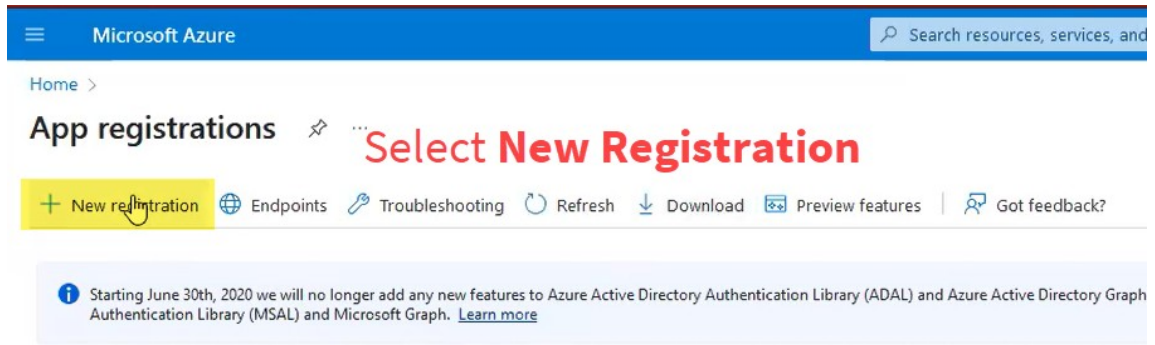 Microsoft Azure
Search resources, services, and
Home >
App registrations ...
Select New Registration
+ New registration Endpoints Troubleshooting Refresh Download Preview features Got feedback?
Starting June 30th, 2020 we will no longer add any new features to Azure Active Directory Authentication Library (ADAL) and Azure Active Directory Graph
Authentication Library (MSAL) and Microsoft Graph. Learn more